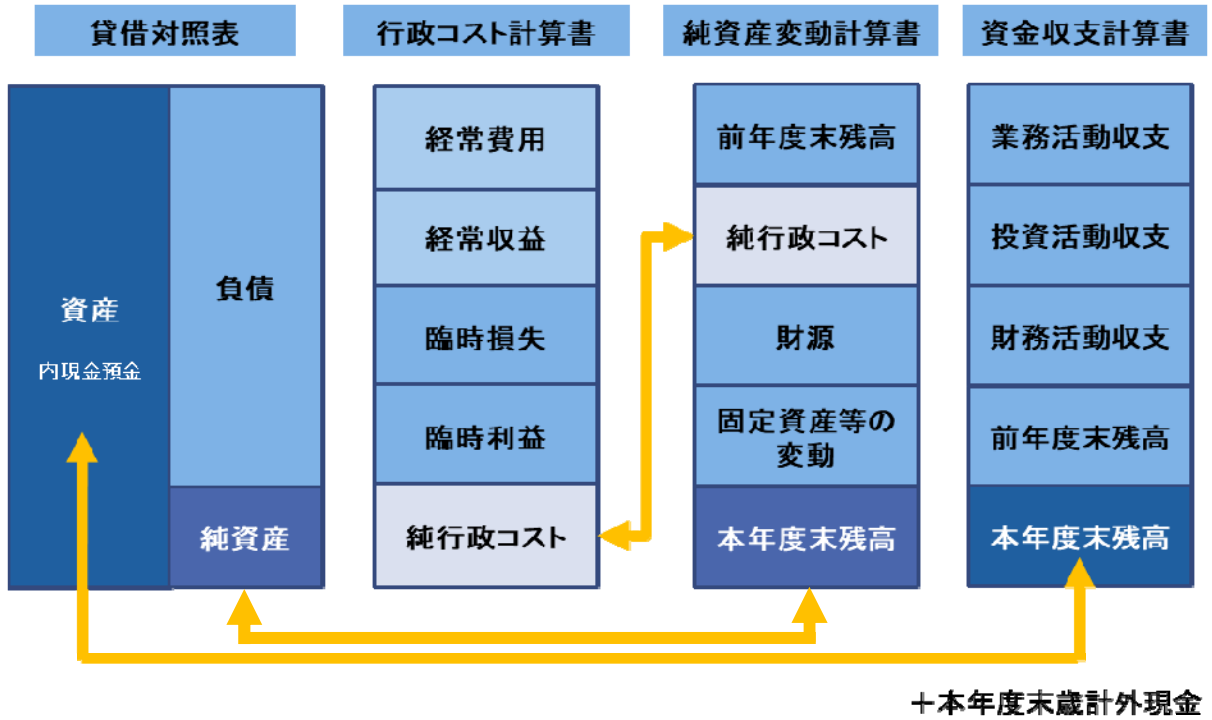 貸借対照表
行政コスト計算書
純資産変動計算書
資金収支計算書
資産
内現金預金
負債
純資産
経常費用
経常収益
臨時損失
臨時利益
純行政コスト
前年度末残高
純行政コスト
財源
固定資産等の
変動
本年度末残高
業務活動収支
投資活動収支
財務活動収支
前年度末残高
本年度末残高
＋本年度末歳計外現金